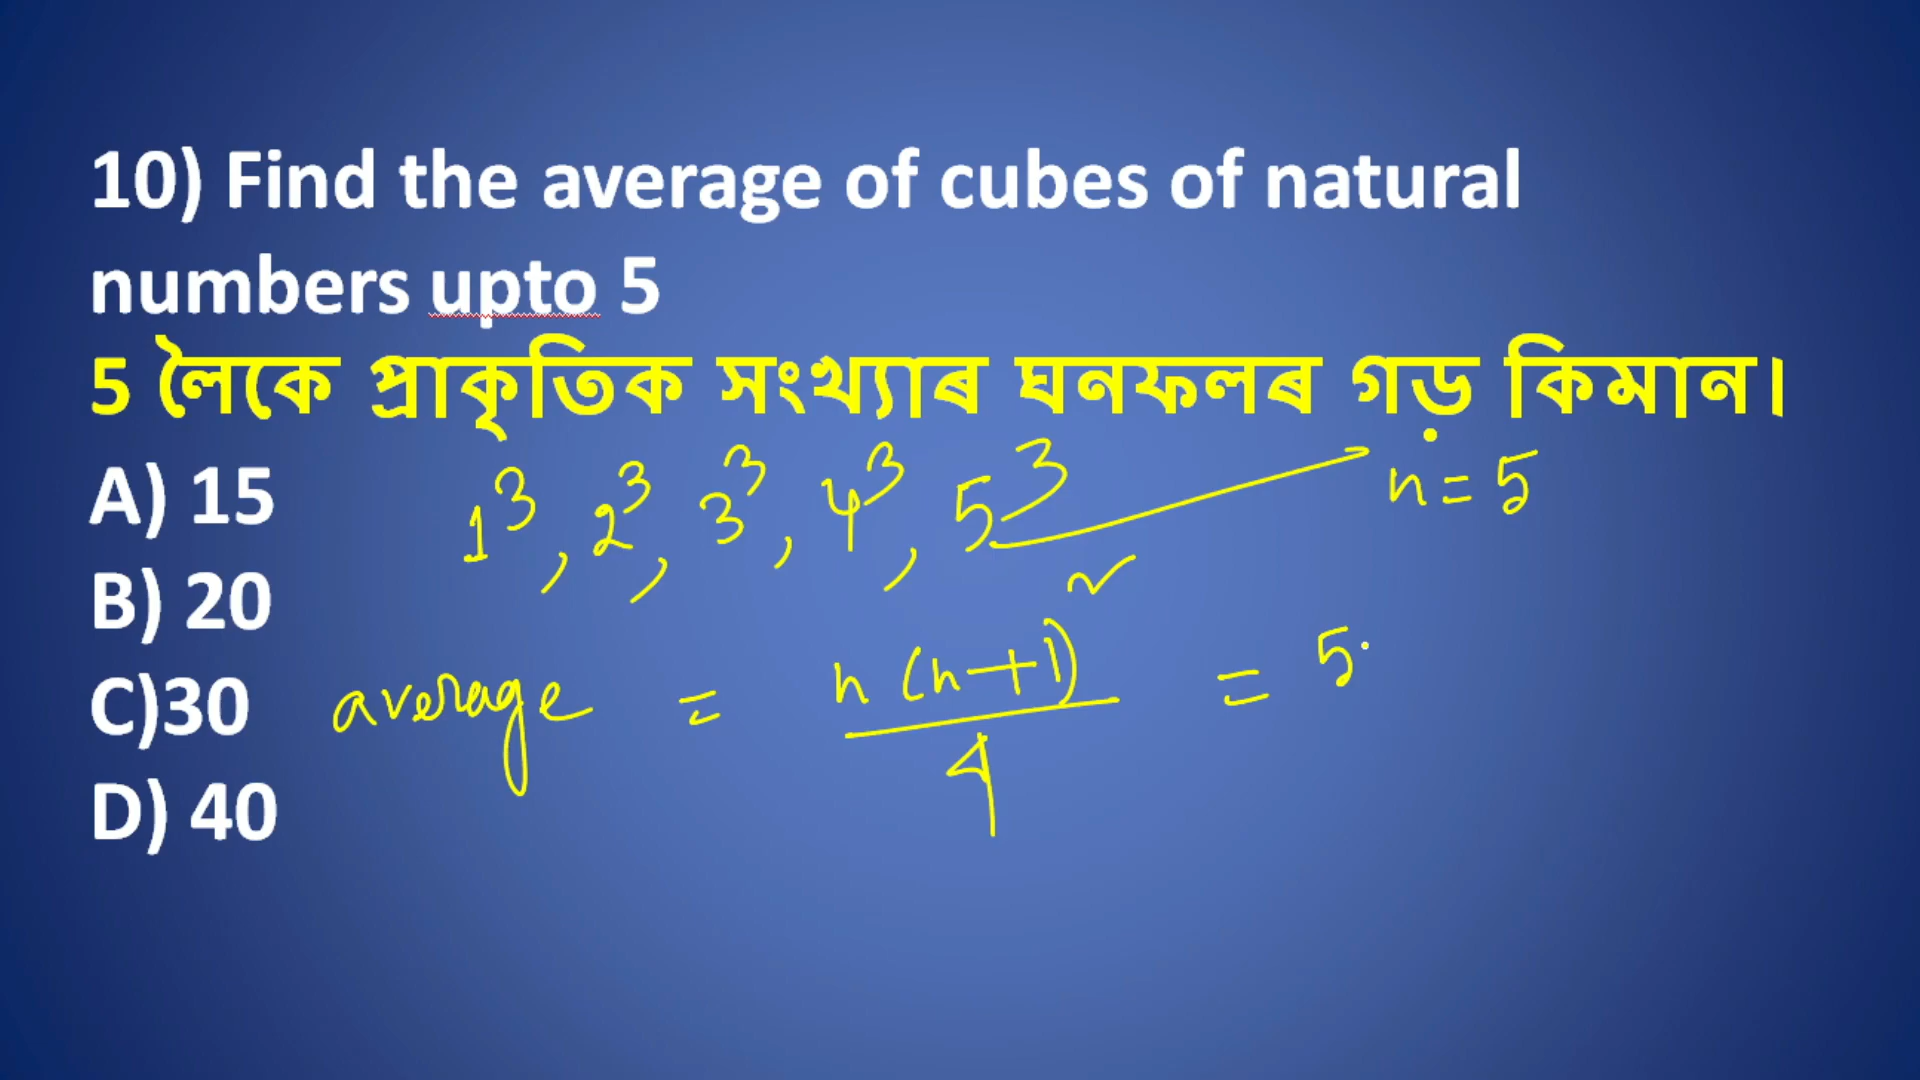 10) Find the average of cubes of natural
numbers upto 5
5 লৈকে প্ৰাকৃতিক সংখ্যাৰ ঘনফলৰ গড় কিমান।
A) 15
1³, 2³, 3³, 4³, 5³
n = 5
B) 20
C)30
average = n(n+1)/4 = 5.
D) 40